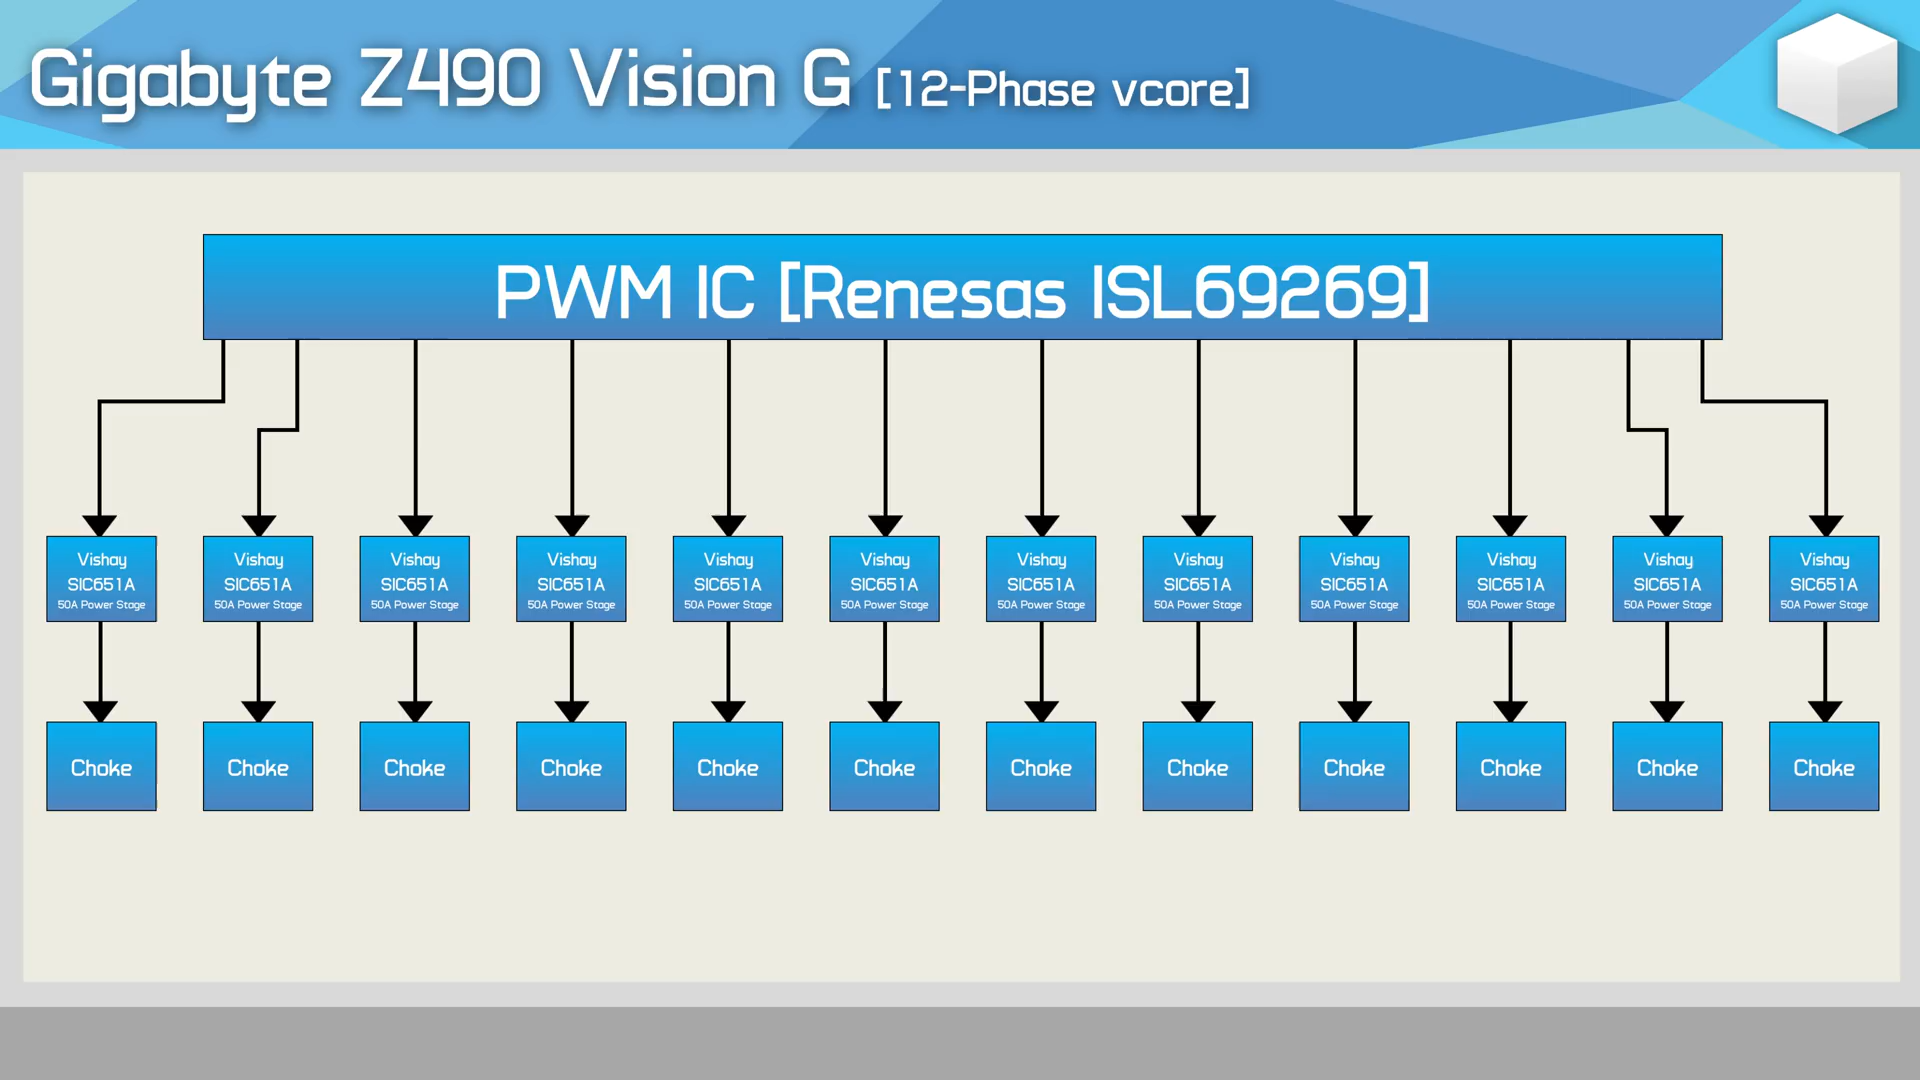 Gigabyte Z490 Vision G [12-Phase vcore]
PWM IC [Renesas ISL69269]
Vishay Vishay Vishay Vishay Vishay Vishay Vishay Vishay Vishay Vishay Vishay Vishay
SIC651A SIC651A SIC651A SIC651A SIC651A SIC651A SIC651A SIC651A SIC651A SIC651A SIC651A SIC651A
50A Power Stage 50A Power Stage 50A Power Stage 50A Power Stage 50A Power Stage 50A Power Stage 50A Power Stage 50A Power Stage 50A Power Stage 50A Power Stage 50A Power Stage 50A Power Stage
Choke Choke Choke Choke Choke Choke Choke Choke Choke Choke Choke Choke